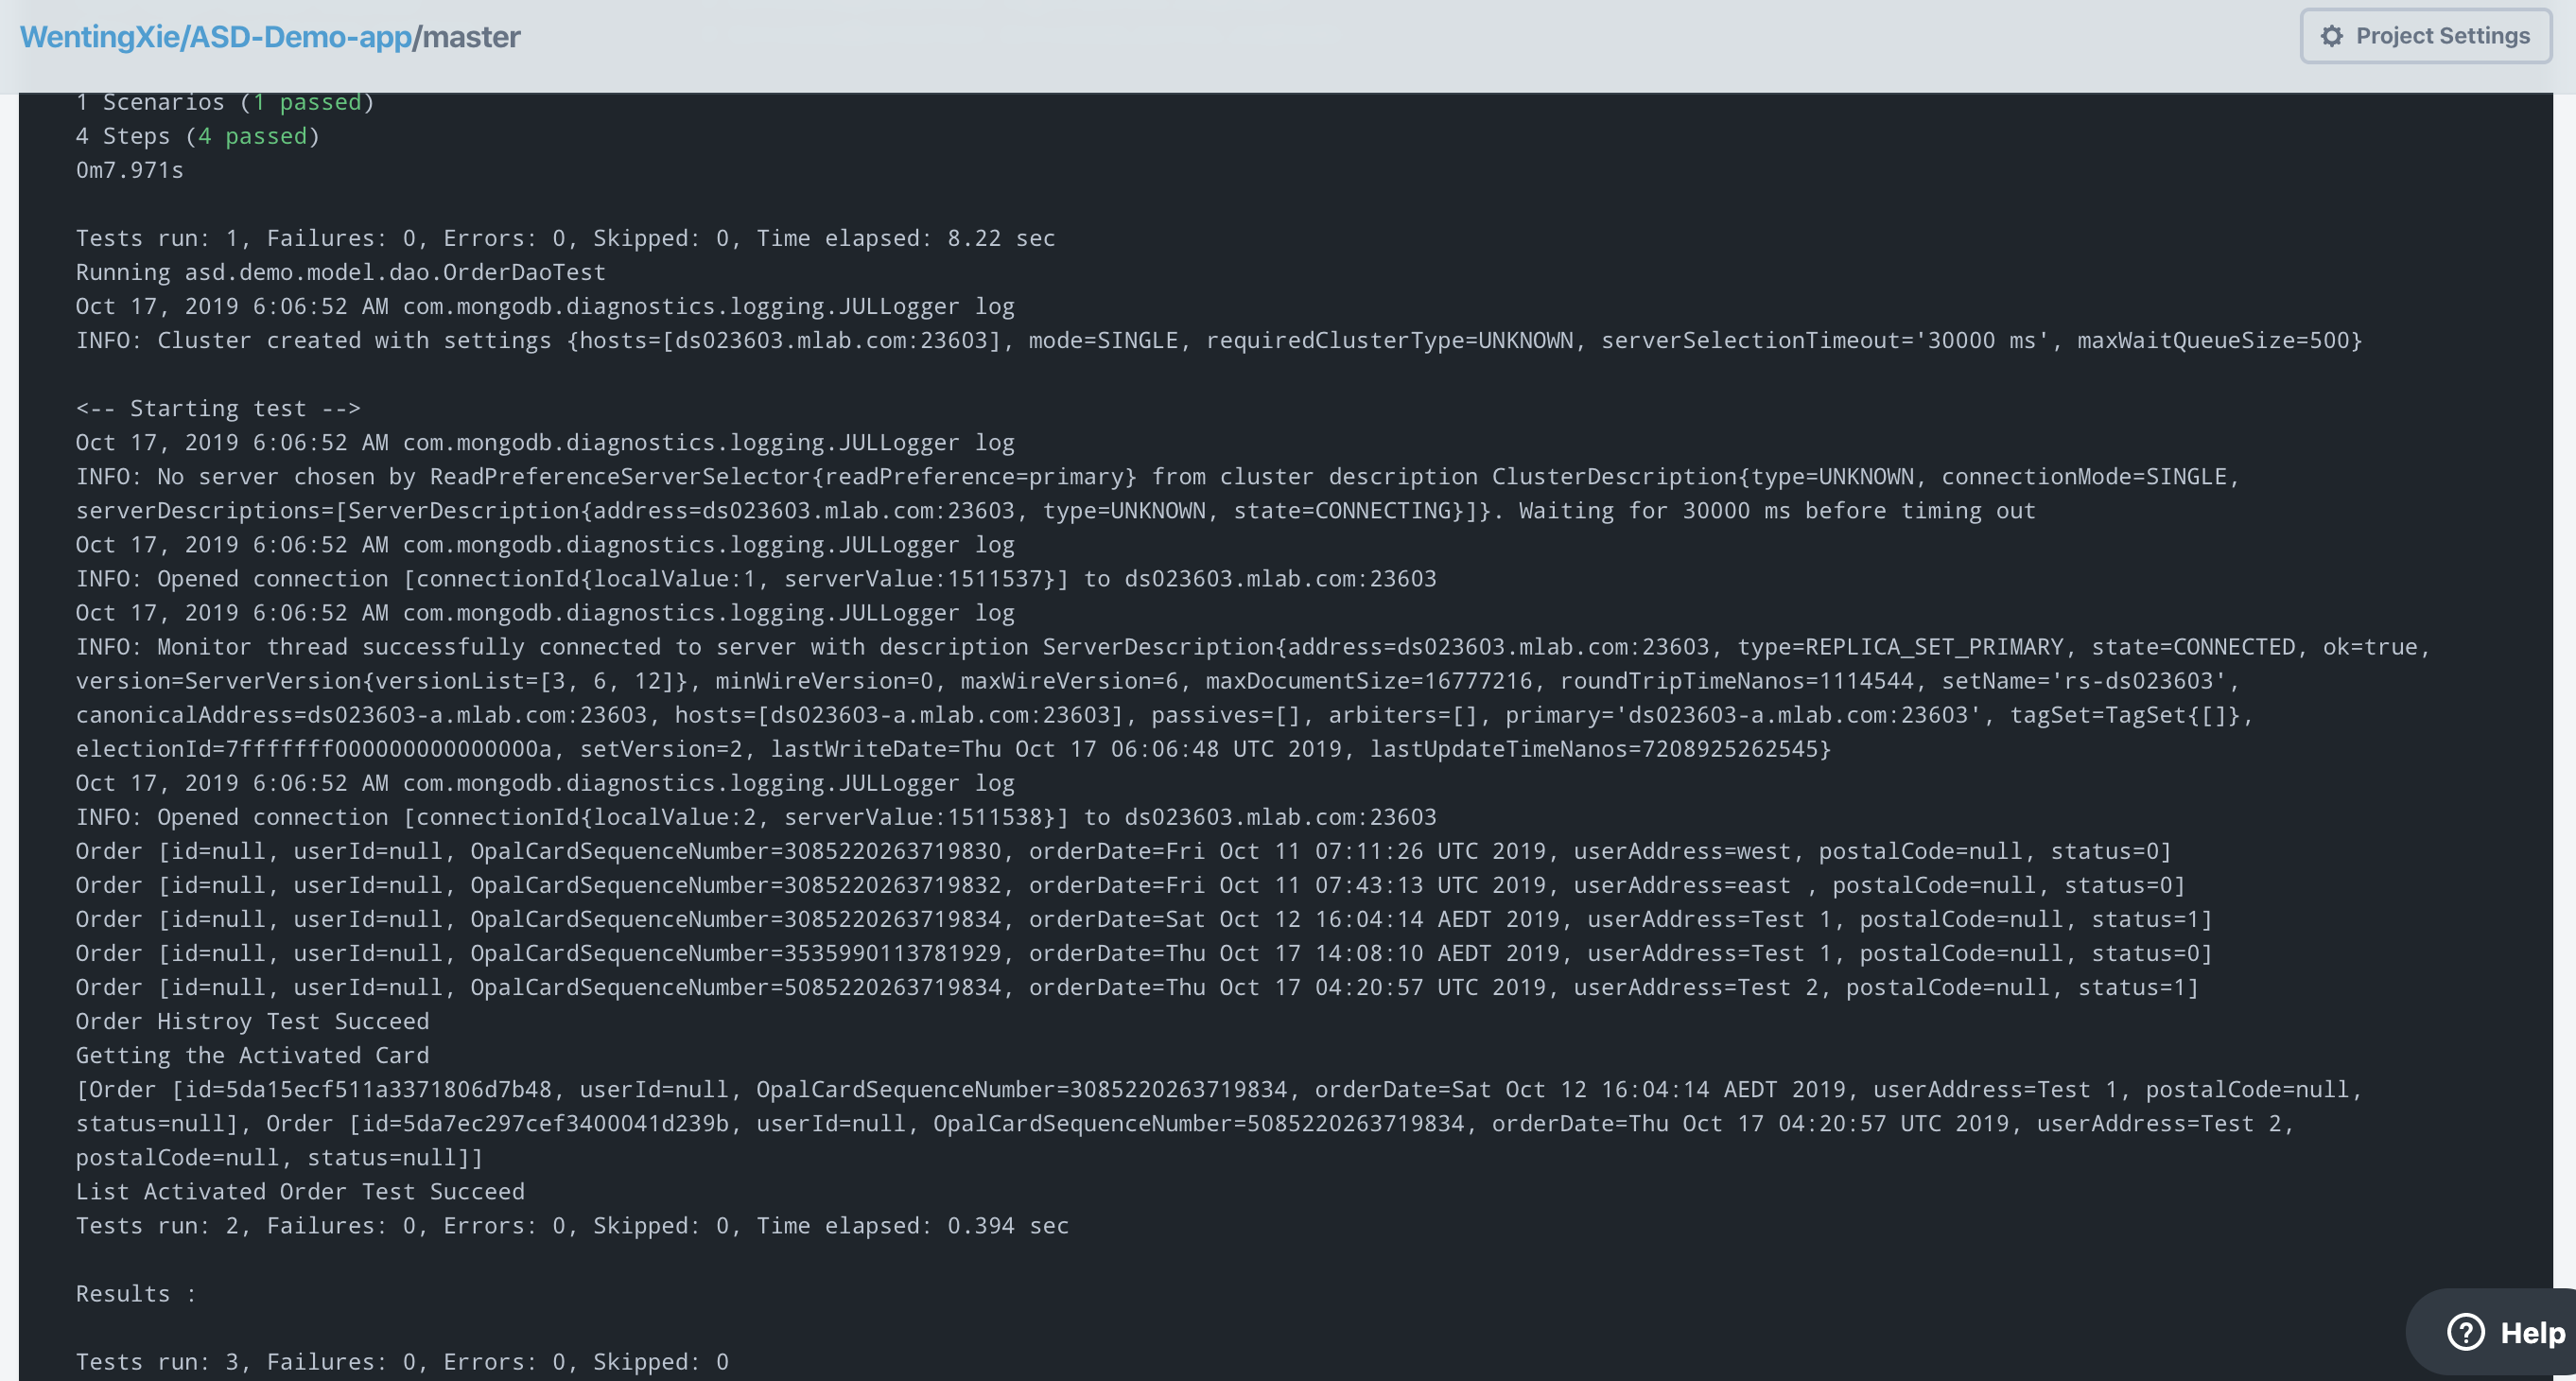 WentingXie/ASD-Demo-app/master
Project Settings
1 Scenarios (1 passed)
4 Steps (4 passed)
0m7.971s
Tests run: 1, Failures: 0, Errors: 0, Skipped: 0, Time elapsed: 8.22 sec
Running asd.demo.model.dao.OrderDaoTest
Oct 17, 2019 6:06:52 AM com.mongodb.diagnostics.logging.JULLogger log
INFO: Cluster created with settings {hosts=[ds023603.mlab.com:23603], mode=SINGLE, requiredClusterType=UNKNOWN, serverSelectionTimeout='30000 ms', maxWaitQueueSize=500}
<-- Starting test -->
Oct 17, 2019 6:06:52 AM com.mongodb.diagnostics.logging.JULLogger log
INFO: No server chosen by ReadPreferenceServerSelector{readPreference=primary} from cluster description ClusterDescription{type=UNKNOWN, connectionMode=SINGLE,
serverDescriptions=[ServerDescription{address=ds023603.mlab.com:23603, type=UNKNOWN, state=CONNECTING}]}. Waiting for 30000 ms before timing out
Oct 17, 2019 6:06:52 AM com.mongodb.diagnostics.logging.JULLogger log
INFO: Opened connection [connectionId{localValue:1, serverValue:1511537}] to ds023603.mlab.com:23603
Oct 17, 2019 6:06:52 AM com.mongodb.diagnostics.logging.JULLogger log
INFO: Monitor thread successfully connected to server with description ServerDescription{address=ds023603.mlab.com:23603, type=REPLICA_SET_PRIMARY, state=CONNECTED, ok=true,
version=ServerVersion{versionList=[3, 6, 12]}, minWireVersion=0, maxWireVersion=6, maxDocumentSize=16777216, roundTripTimeNanos=1114544, setName='rs-ds023603',
canonicalAddress=ds023603-a.mlab.com:23603, hosts=[ds023603-a.mlab.com:23603], passives=[], arbiters=[], primary='ds023603-a.mlab.com:23603', tagSet=TagSet{[]},
electionId=7fffffff000000000000000a, setVersion=2, lastWriteDate=Thu Oct 17 06:06:48 UTC 2019, lastUpdateTimeNanos=7208925262545}
Oct 17, 2019 6:06:52 AM com.mongodb.diagnostics.logging.JULLogger log
INFO: Opened connection [connectionId{localValue:2, serverValue:1511538}] to ds023603.mlab.com:23603
Order [id=null, userId=null, OpalCardSequenceNumber=3085220263719830, orderDate=Fri Oct 11 07:11:26 UTC 2019, userAddress=west, postalCode=null, status=0]
Order [id=null, userId=null, OpalCardSequenceNumber=3085220263719832, orderDate=Fri Oct 11 07:43:13 UTC 2019, userAddress=east , postalCode=null, status=0]
Order [id=null, userId=null, OpalCardSequenceNumber=3085220263719834, orderDate=Sat Oct 12 16:04:14 AEDT 2019, userAddress=Test 1, postalCode=null, status=1]
Order [id=null, userId=null, OpalCardSequenceNumber=3535990113781929, orderDate=Thu Oct 17 14:08:10 AEDT 2019, userAddress=Test 1, postalCode=null, status=0]
Order [id=null, userId=null, OpalCardSequenceNumber=5085220263719834, orderDate=Thu Oct 17 04:20:57 UTC 2019, userAddress=Test 2, postalCode=null, status=1]
Order Histroy Test Succeed
Getting the Activated Card
[Order [id=5da15ecf511a3371806d7b48, userId=null, OpalCardSequenceNumber=3085220263719834, orderDate=Sat Oct 12 16:04:14 AEDT 2019, userAddress=Test 1, postalCode=null,
status=null], Order [id=5da7ec297cef3400041d239b, userId=null, OpalCardSequenceNumber=5085220263719834, orderDate=Thu Oct 17 04:20:57 UTC 2019, userAddress=Test 2,
postalCode=null, status=null]]
List Activated Order Test Succeed
Tests run: 2, Failures: 0, Errors: 0, Skipped: 0, Time elapsed: 0.394 sec
Results :
Tests run: 3, Failures: 0, Errors: 0, Skipped: 0
Help